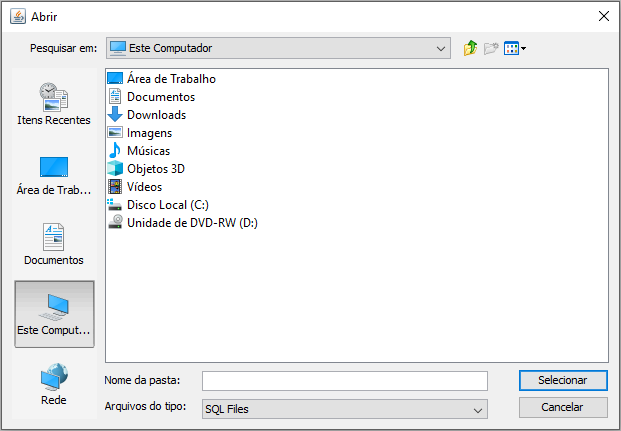 Abrir
Pesquisar em:
Este Computador
Itens Recentes
Área de Trab...
Documentos
Este Comput...
Rede
Área de Trabalho
Documentos
Downloads
Imagens
Músicas
Objetos 3D
Vídeos
Disco Local (C:)
Unidade de DVD-RW (D:)
Nome da pasta:
Selecionar
Arquivos do tipo:
SQL Files
Cancelar